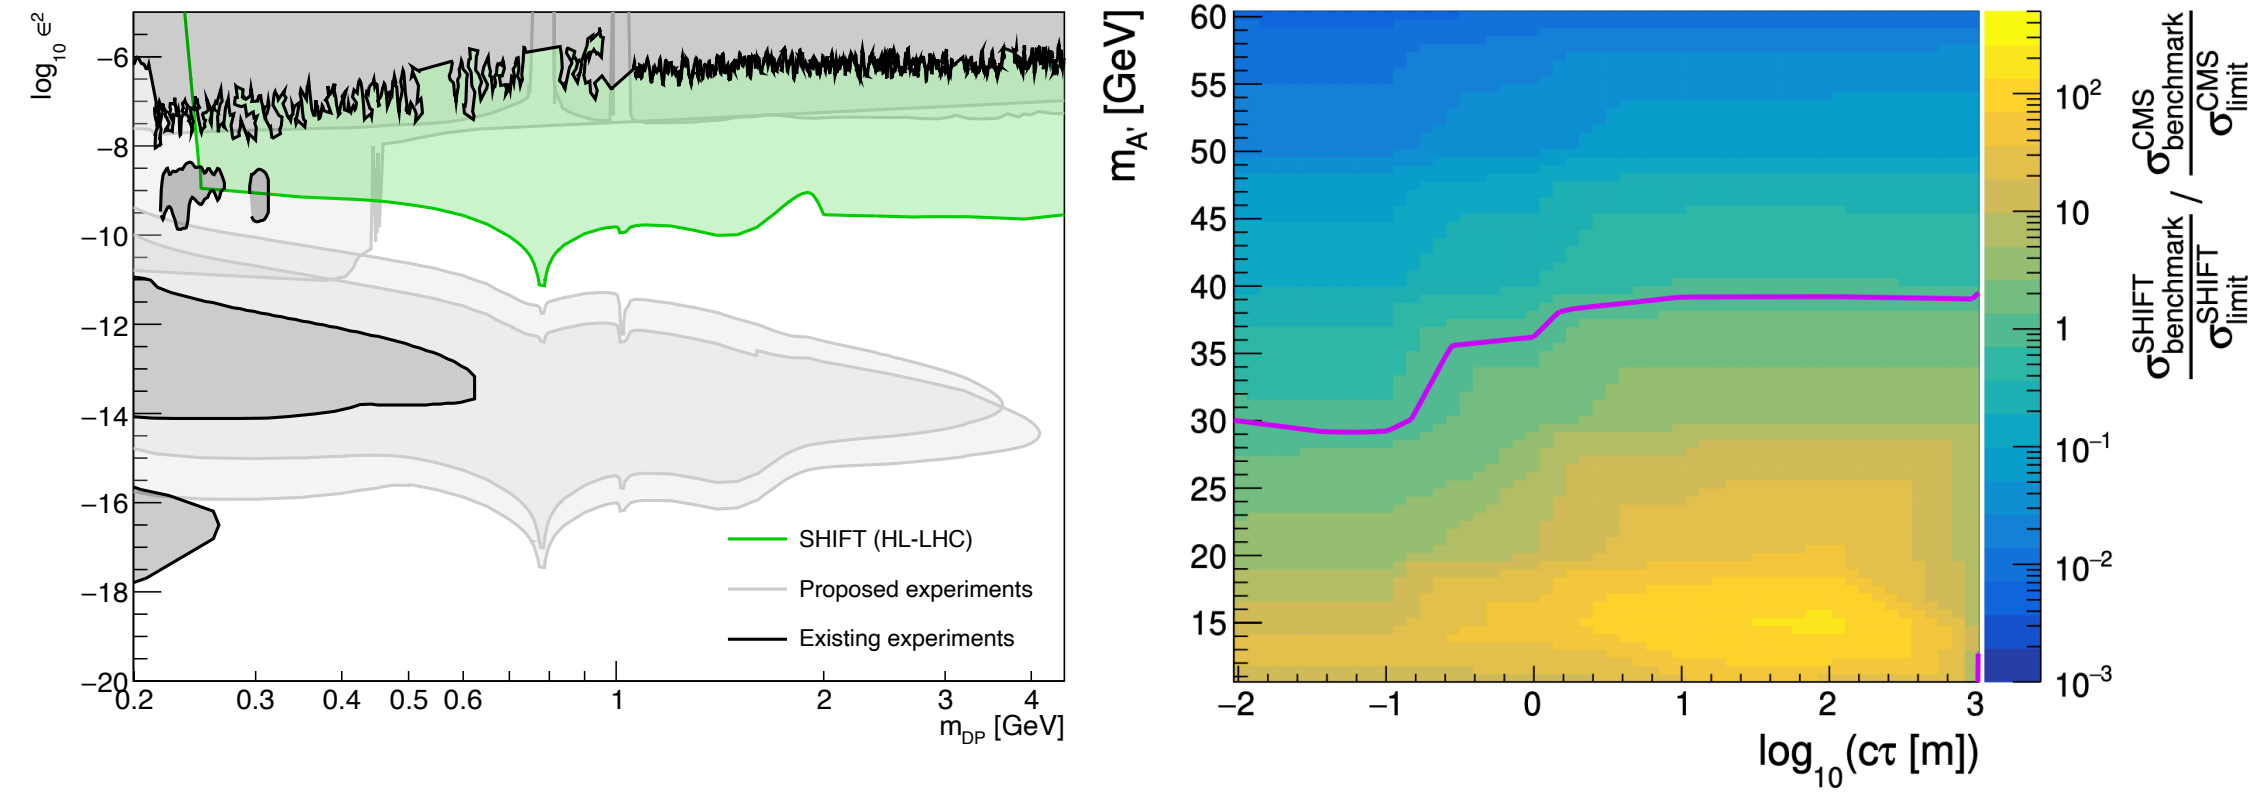 log10 ϵ²
−6
−8
−10
−12
−14
−16
−18
−20
0.2 0.3 0.4 0.5 0.6 1 2 3 4
mDP [GeV]
SHIFT (HL-LHC)
Proposed experiments
Existing experiments
mA' [GeV]
60
55
50
45
40
35
30
25
20
15
−2 −1 0 1 2 3
log10(cτ [m])
10²
10
1
10−1
10−2
10−3
σSHIFTbenchmark / σCMSbenchmark
σSHIFTlimit σCMSlimit